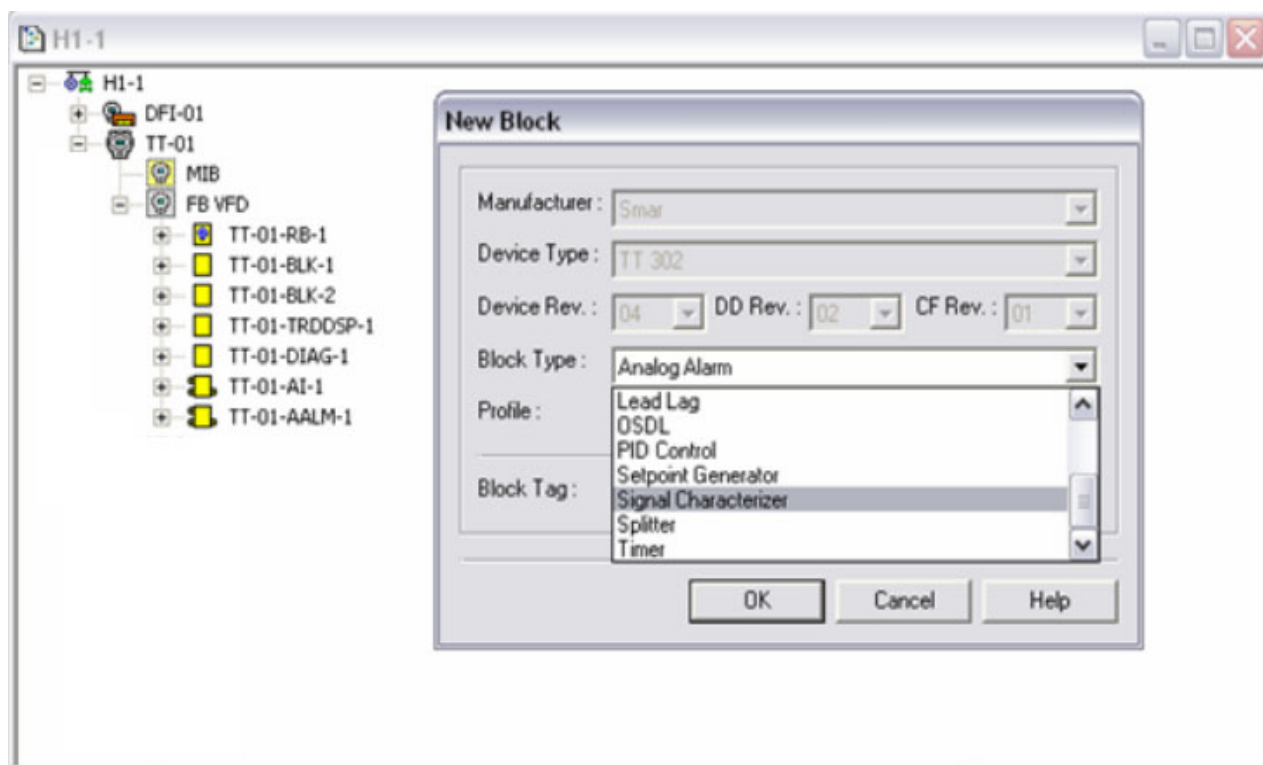 H1-1
H1-1
DFI-01
TT-01
MIB
FB VFD
TT-01-RB-1
TT-01-BLK-1
TT-01-BLK-2
TT-01-TRDDSP-1
TT-01-DIAG-1
TT-01-AI-1
TT-01-AALM-1
New Block
Manufacturer : Smar
Device Type : TT 302
Device Rev. : 04 DD Rev. : 02 CF Rev. : 01
Block Type : Analog Alarm
Profile :
Lead Lag
OSDL
PID Control
Setpoint Generator
Signal Characterizer
Splitter
Timer
Block Tag :
OK Cancel Help